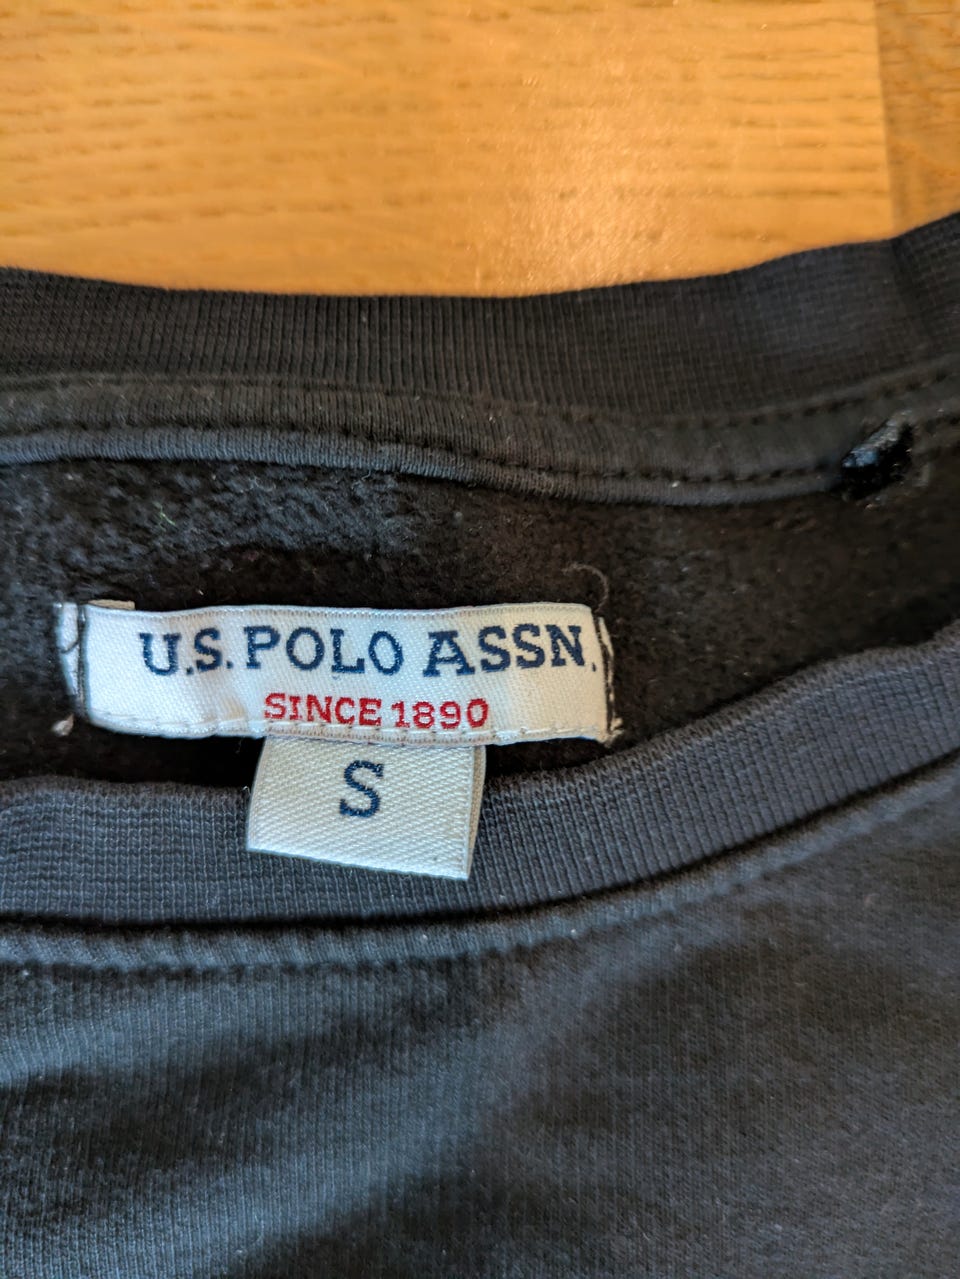 U.S. POLO ASSN.
SINCE 1890
S